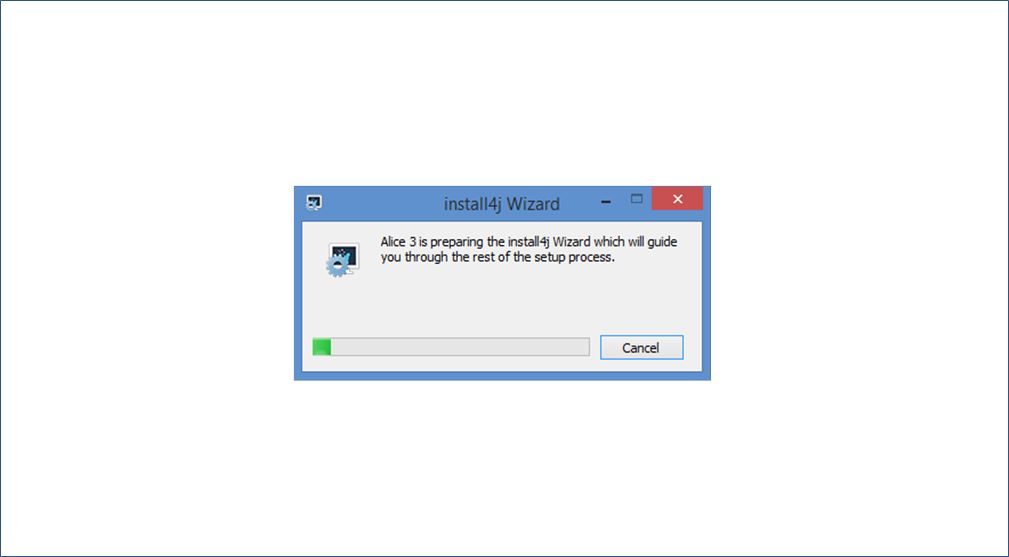 install4j Wizard
Alice 3 is preparing the install4j Wizard which will guide
you through the rest of the setup process.
Cancel